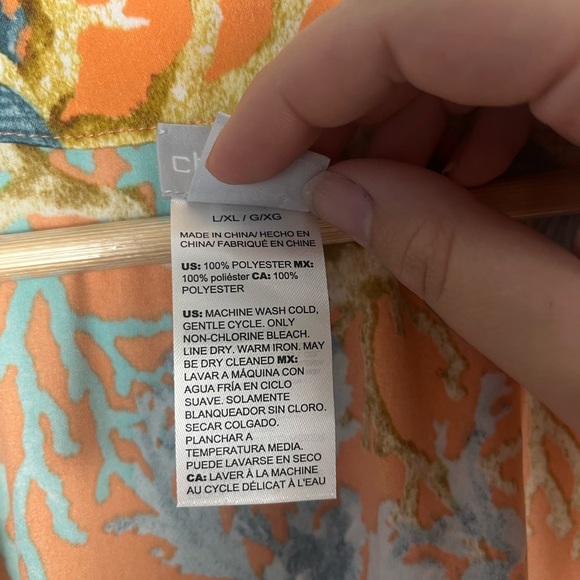 L/XL / G/XG
MADE IN CHINA/ HECHO EN
CHINA/ FABRIQUÉ EN CHINE
US: 100% POLYESTER MX:
100% poliéster CA: 100%
POLYESTER
US: MACHINE WASH COLD,
GENTLE CYCLE. ONLY
NON-CHLORINE BLEACH.
LINE DRY. WARM IRON. MAY
BE DRY CLEANED MX:
LAVAR A MÁQUINA CON
AGUA FRÍA EN CICLO
SUAVE. SOLAMENTE
BLANQUEADOR SIN CLORO.
SECAR COLGADO.
PLANCHAR A
TEMPERATURA MEDIA.
PUEDE LAVARSE EN SECO
CA: LAVER À LA MACHINE
AU CYCLE DÉLICAT À L'EAU